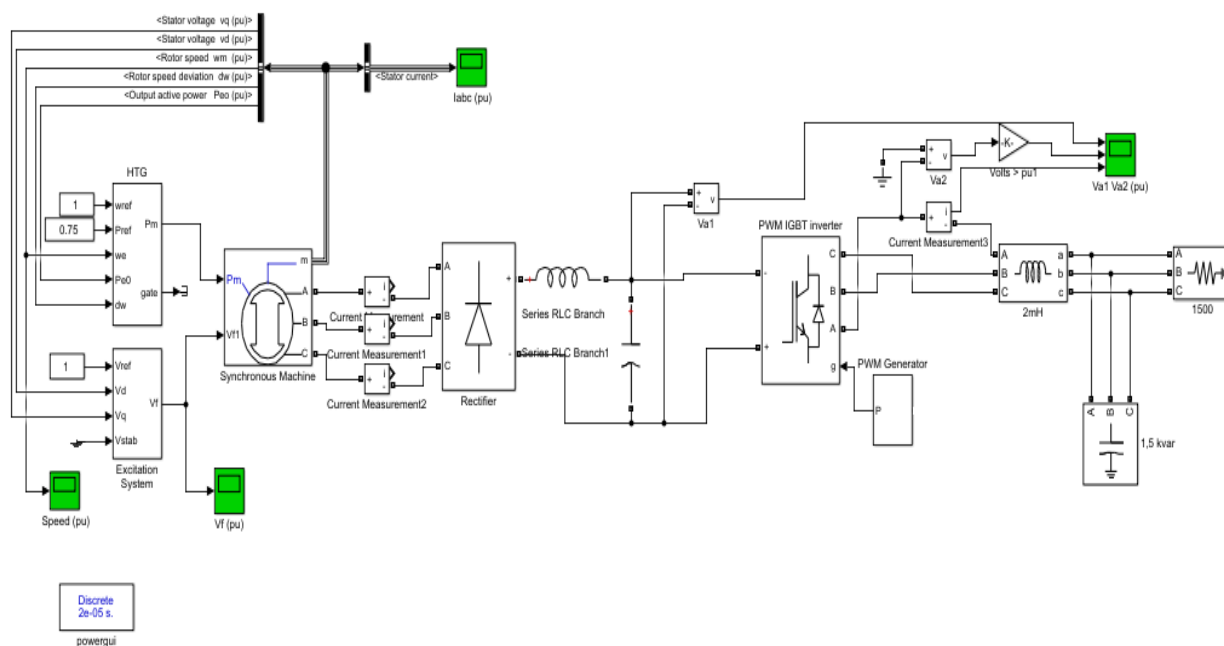 <Stator voltage vq (pu)>
<Stator voltage vd (pu)>
<Rotor speed wm (pu)>
<Rotor speed deviation dw (pu)>
<Output active power Peo (pu)>
<Stator current>
Iabc (pu)
HTG
1
wref
0.75
Pref
Pm
we
Pe0
gate
dw
1
Vref
Vd
Vq
Vf
Vstab
Excitation
System
Speed (pu)
Vf (pu)
Pm
m
A
B
C
Vf1
Synchronous Machine
+
-
i
Current Measurement
+
-
i
Current Measurement1
+
-
i
Current Measurement2
A
B
C
+
-
Rectifier
Series RLC Branch
+
Series RLC Branch1
+
+
-
v
Va1
PWM IGBT inverter
-
+
C
B
A
g
PWM Generator
P
+
-
v
Va2
-K-
Volts > pu1
Va1 Va2 (pu)
+
-
i
Current Measurement3
A
B
C
a
b
c
2mH
A
B
C
1500
A
B
C
1,5 kvar
Discrete
2e-05 s.
powergui